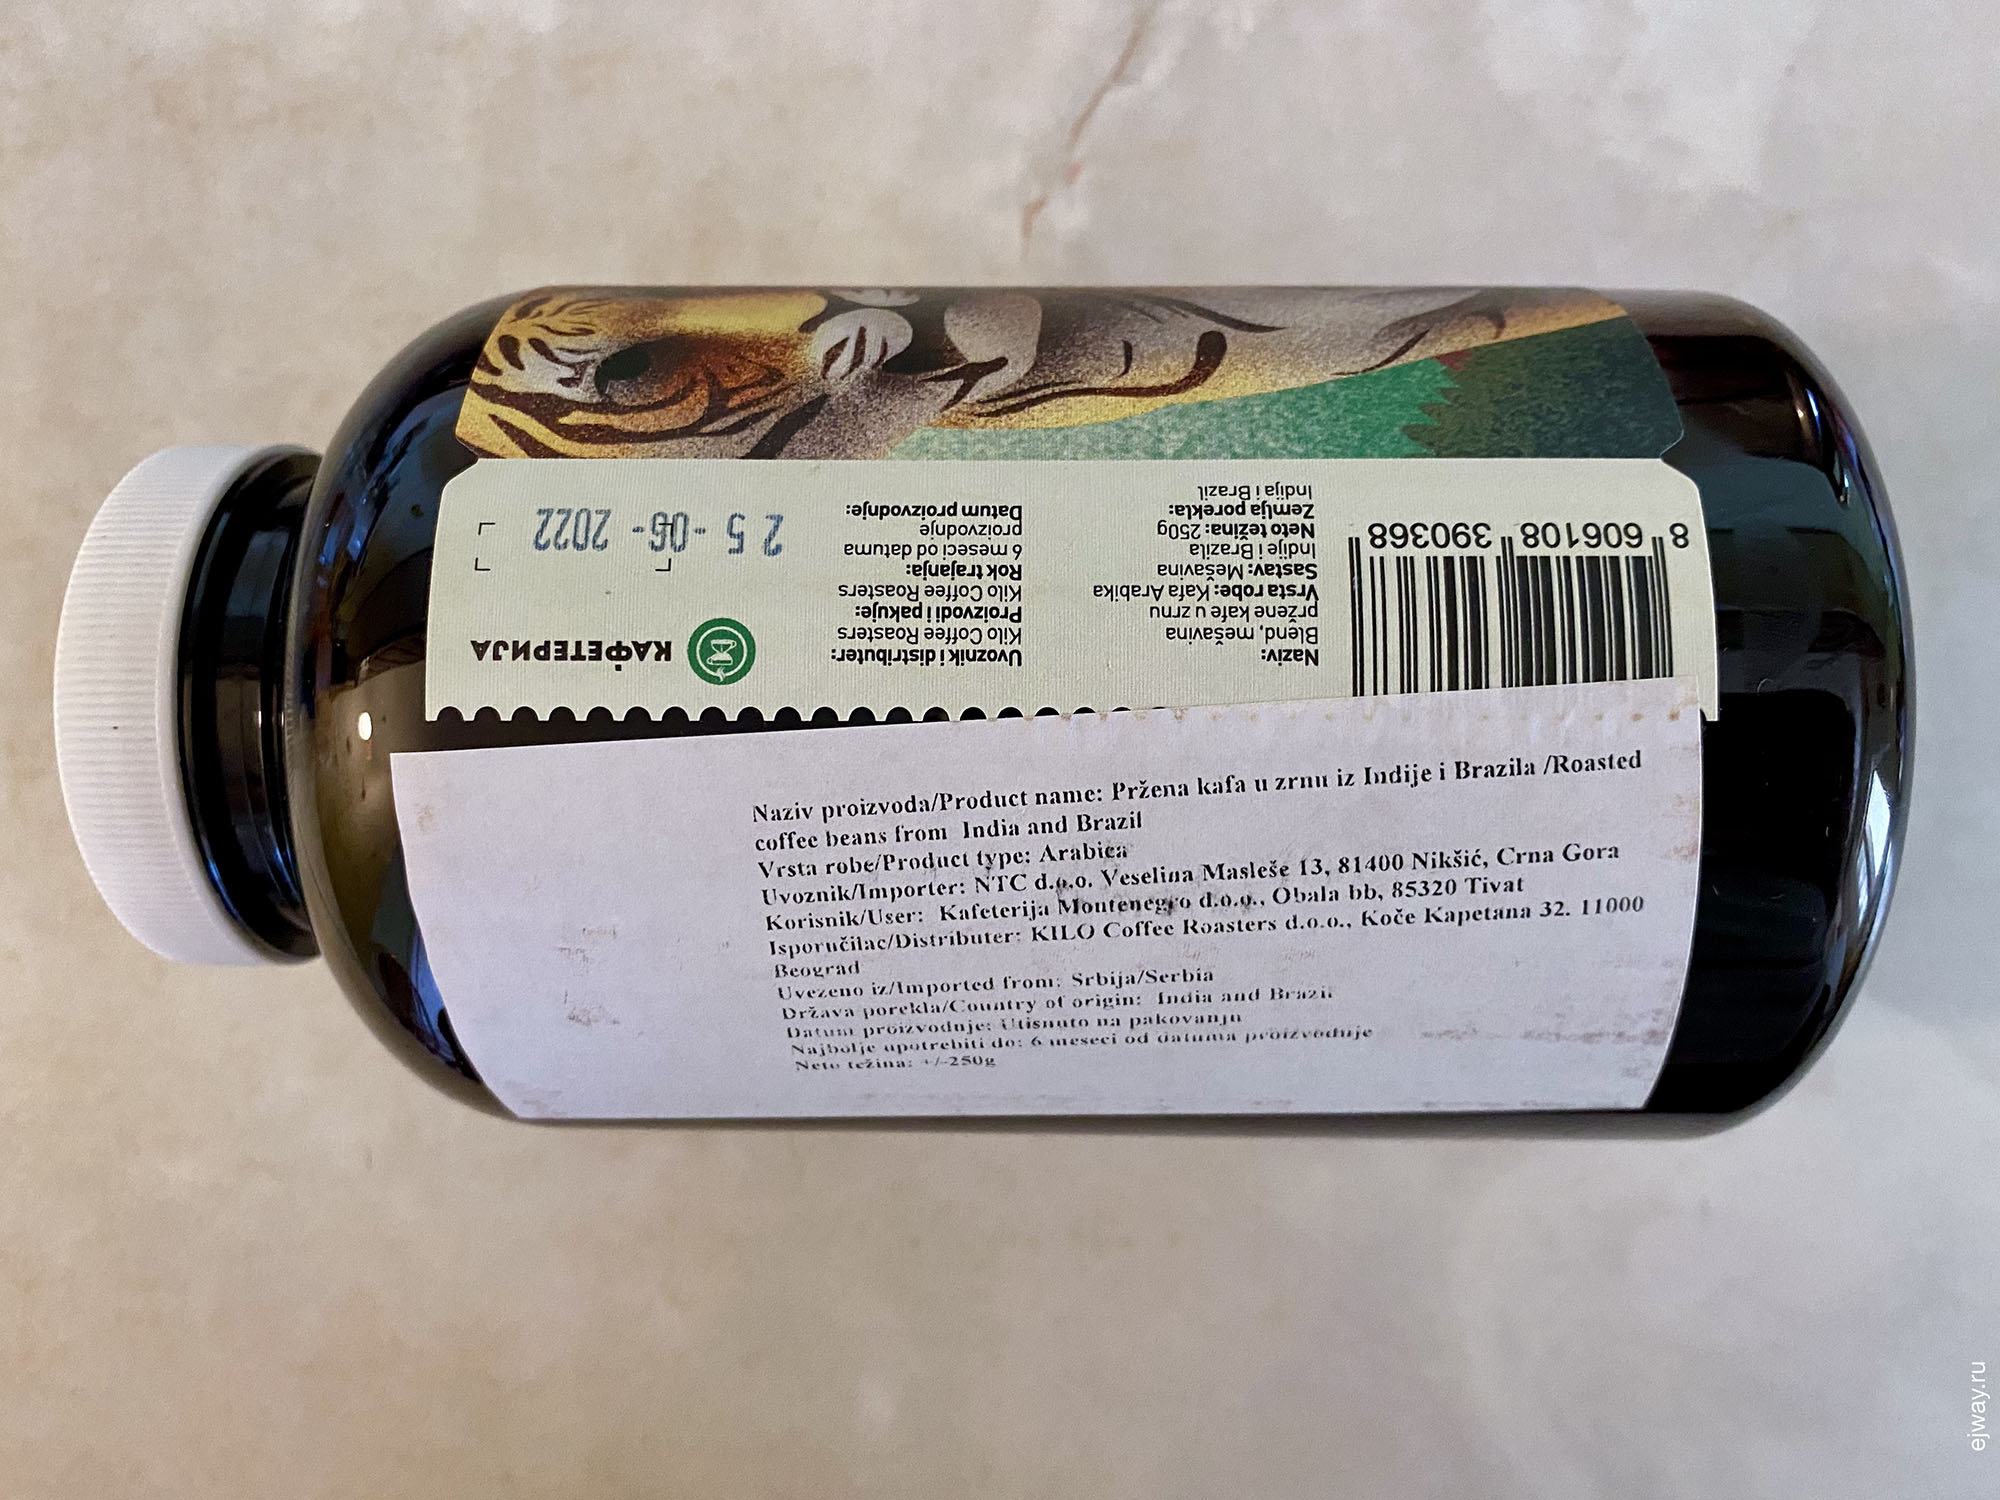 Naziv:
Blend, mešavina
pržene kafe u zrnu
Vrsta robe: Kafa Arabika
Sastav: Mešavina
Indije i Brazila
Neto težina: 250g
Zemlja porekla:
Indija i Brazil
8 606108 390368
Uvoznik i distributer:
Kilo Coffee Roasters
Proizvodi i pakuje:
Kilo Coffee Roasters
Rok trajanja:
6 meseci od datuma
proizvodnje
Datum proizvodnje:
25-06-2022
КАФЕТЕРИЈА
Naziv proizvoda/Product name: Pržena kafa u zrnu iz Indije i Brazila /Roasted
coffee beans from India and Brazil
Vrsta robe/Product type: Arabica
Uvoznik/Importer: NTC d.o.o. Veselina Masleše 13, 81400 Nikšić, Crna Gora
Korisnik/User: Kafeterija Montenegro d.o.o., Obala bb, 85320 Tivat
Isporučilac/Distributer: KILO Coffee Roasters d.o.o., Koče Kapetana 32. 11000
Beograd
Uvezeno iz/Imported from: Srbija/Serbia
Država porekla/Country of origin: India and Brazil
Datum proizvodnje: Utisnuto na pakovanju
Najbolje upotrebiti do: 6 meseci od datuma proizvodnje
Neto težina: +/-250g
ejway.ru